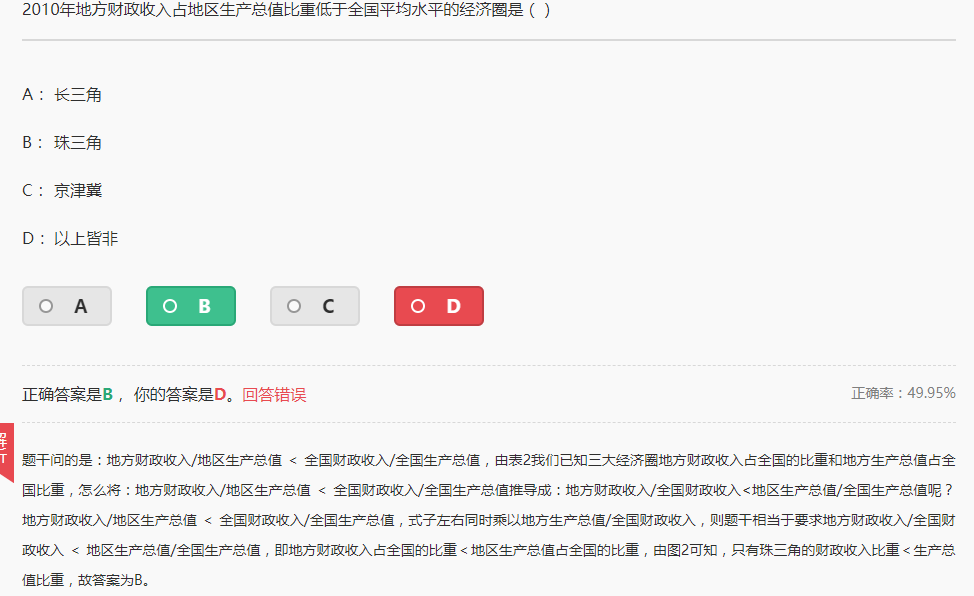 2010年地方财政收入占地区生产总值比重低于全国平均水平的经济圈是（ ）
A： 长三角
B： 珠三角
C： 京津冀
D： 以上皆非
A B C D
正确答案是B， 你的答案是D。回答错误 正确率：49.95%
题干问的是：地方财政收入/地区生产总值 < 全国财政收入/全国生产总值，由表2我们已知三大经济圈地方财政收入占全国的比重和地方生产总值占全
国比重，怎么将：地方财政收入/地区生产总值 < 全国财政收入/全国生产总值推导成：地方财政收入/全国财政收入<地区生产总值/全国生产总值呢？
地方财政收入/地区生产总值 < 全国财政收入/全国生产总值，式子左右同时乘以地方生产总值/全国财政收入，则题干相当于要求地方财政收入/全国财
政收入 < 地区生产总值/全国生产总值，即地方财政收入占全国的比重＜地区生产总值占全国的比重，由图2可知，只有珠三角的财政收入比重＜生产总
值比重，故答案为B。